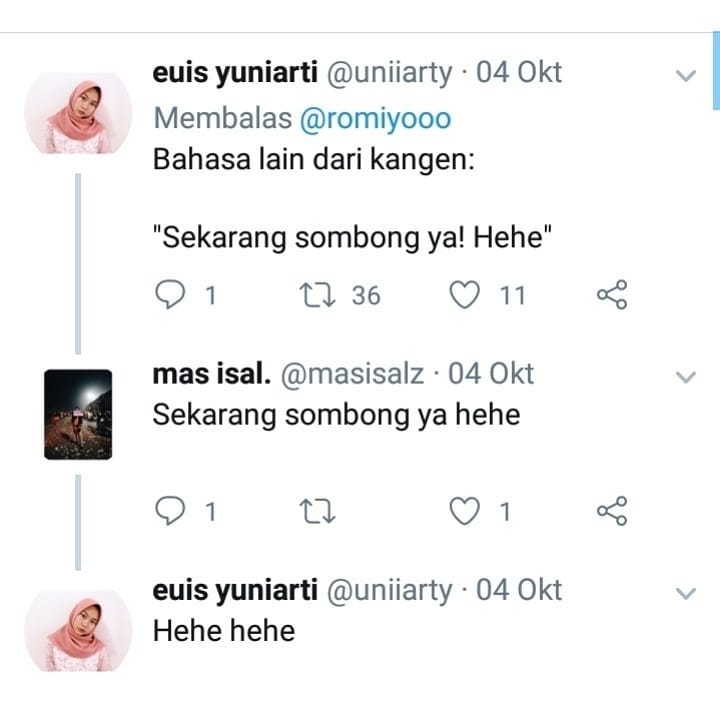 euis yuniarti @uniiarty · 04 Okt
Membalas @romiyooo
Bahasa lain dari kangen:
"Sekarang sombong ya! Hehe"
1 36 11
mas isal. @masisalz · 04 Okt
Sekarang sombong ya hehe
1 1
euis yuniarti @uniiarty · 04 Okt
Hehe hehe